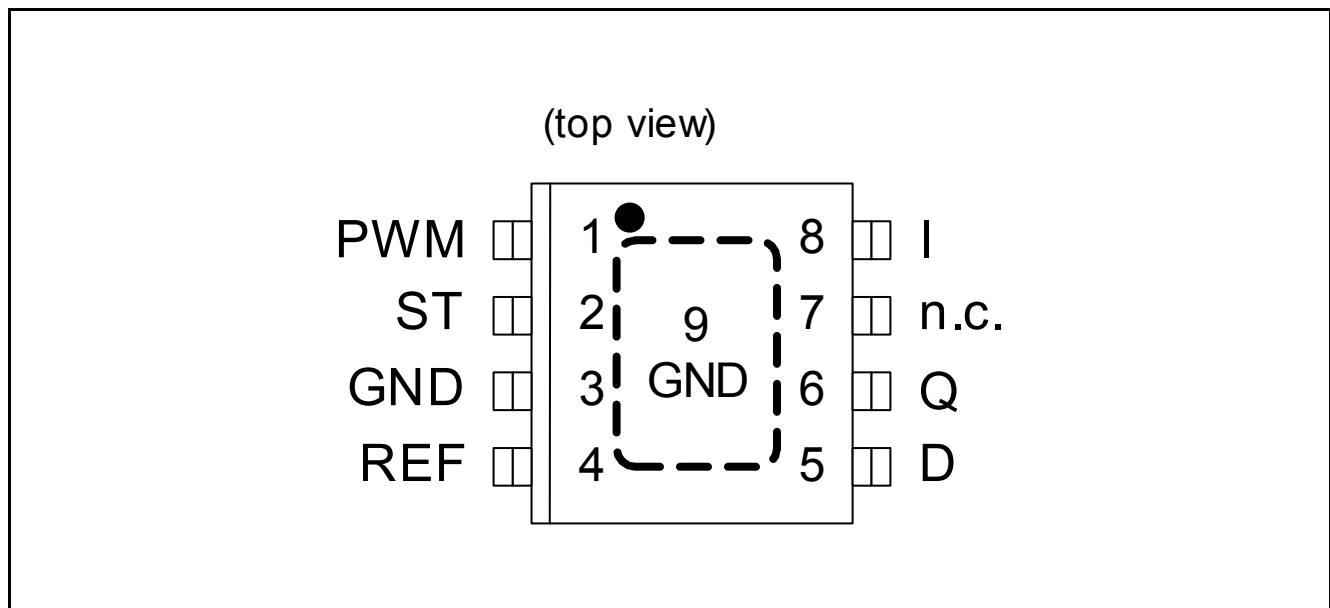 (top view)
PWM 1 8 I
ST 2 7 n.c.
9
GND 3 GND 6 Q
REF 4 5 D